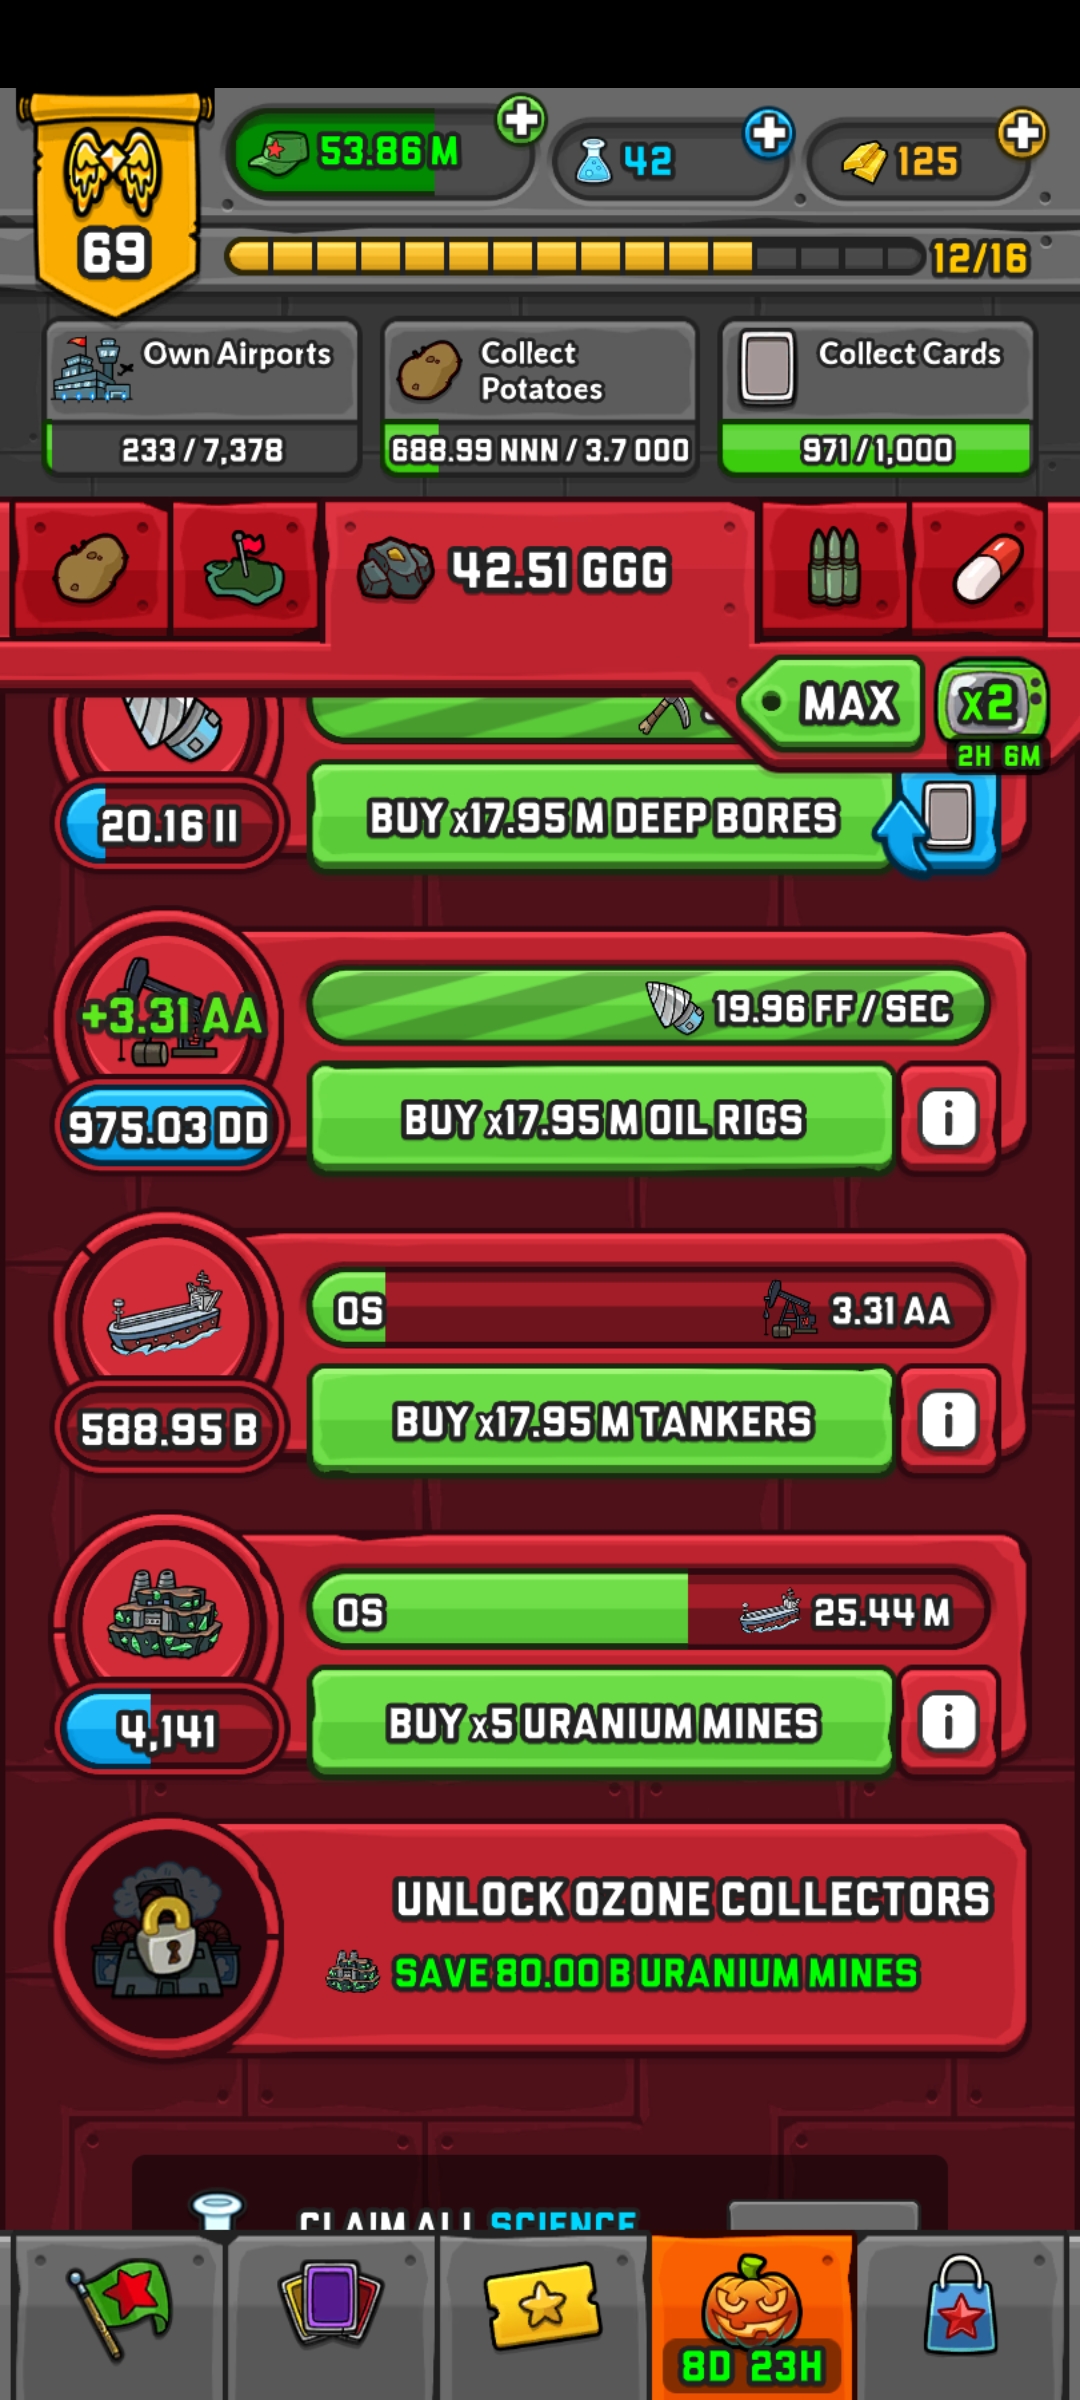 53.86 M
42
125
69
12/16
Own Airports
233 / 7,378
Collect
Potatoes
688.99 NNN / 3.7 OOO
Collect Cards
971 / 1,000
42.51 GGG
MAX
x2
2H 6M
20.16 II
BUY x17.95 M DEEP BORES
+3.31 AA
19.96 FF / SEC
975.03 DD
BUY x17.95 M OIL RIGS
i
0S
3.31 AA
588.95 B
BUY x17.95 M TANKERS
i
0S
25.44 M
4,141
BUY x5 URANIUM MINES
i
UNLOCK OZONE COLLECTORS
SAVE 80.00 B URANIUM MINES
CLAIM ALL SCIENCE
8D 23H